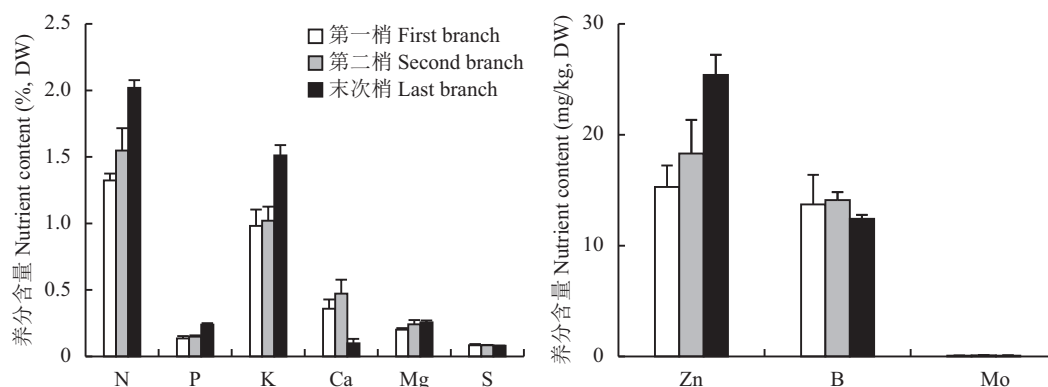 养分含量 Nutrient content (%, DW)
2.5
2.0
1.5
1.0
0.5
0
第一梢 First branch
第二梢 Second branch
末次梢 Last branch
N P K Ca Mg S
养分含量 Nutrient content (mg/kg, DW)
30
20
10
0
Zn B Mo